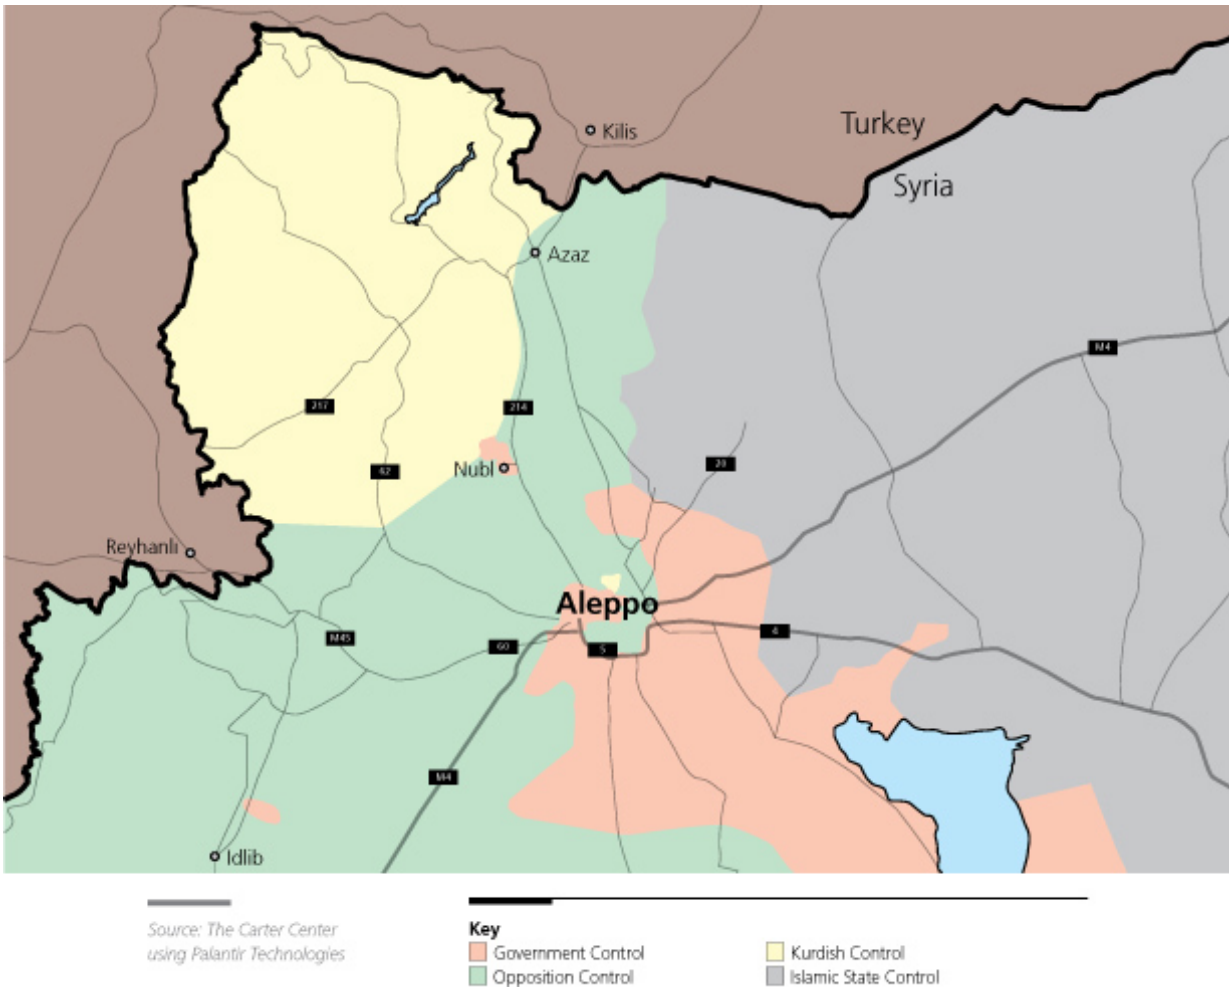 Kilis
Turkey
Syria
Azaz
M4
217
214
Nubl
62
20
Reyhanlı
Aleppo
M45
60
5
4
M4
Idlib
Source: The Carter Center
using Palantir Technologies
Key
Government Control
Kurdish Control
Opposition Control
Islamic State Control